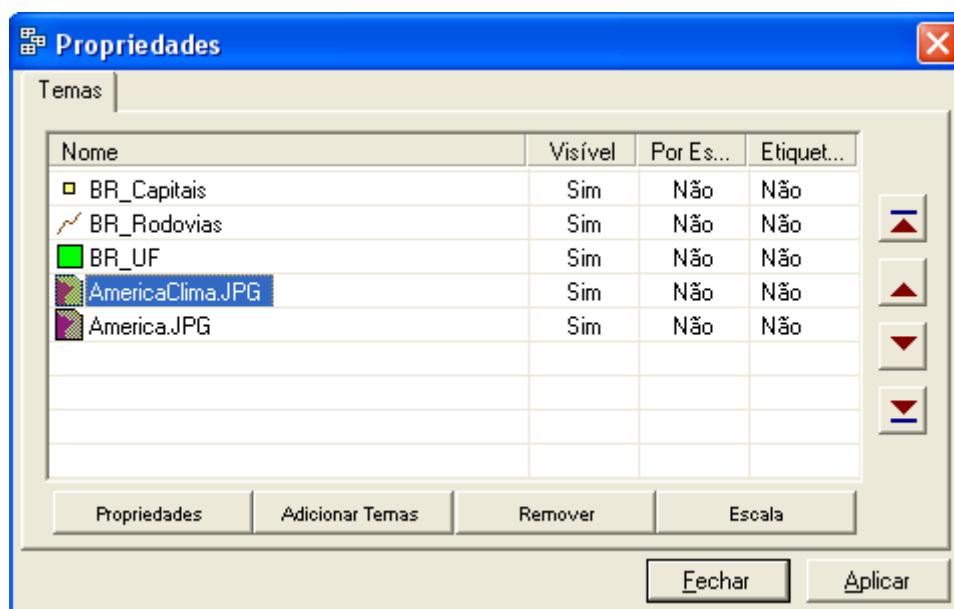 Propriedades
Temas
Nome Visível Por Es... Etiquet...
BR_Capitais Sim Não Não
BR_Rodovias Sim Não Não
BR_UF Sim Não Não
AmericaClima.JPG Sim Não Não
America.JPG Sim Não Não
Propriedades Adicionar Temas Remover Escala
Fechar Aplicar